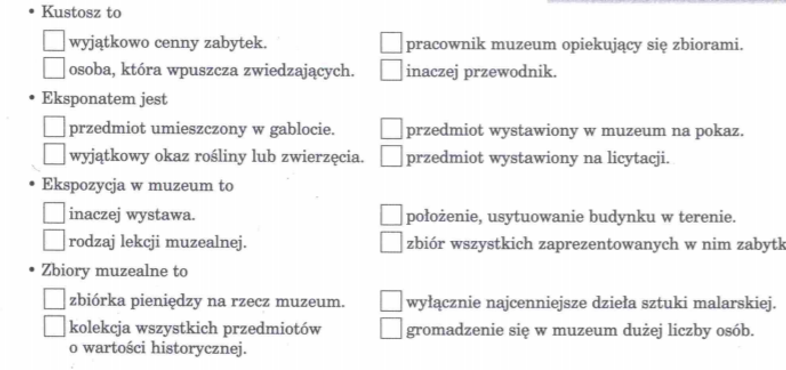 • Kustosz to
wyjątkowo cenny zabytek.
pracownik muzeum opiekujący się zbiorami.
osoba, która wpuszcza zwiedzających.
inaczej przewodnik.
• Eksponatem jest
przedmiot umieszczony w gablocie.
przedmiot wystawiony w muzeum na pokaz.
wyjątkowy okaz rośliny lub zwierzęcia.
przedmiot wystawiony na licytacji.
• Ekspozycja w muzeum to
inaczej wystawa.
położenie, usytuowanie budynku w terenie.
rodzaj lekcji muzealnej.
zbiór wszystkich zaprezentowanych w nim zabytk
• Zbiory muzealne to
zbiórka pieniędzy na rzecz muzeum.
wyłącznie najcenniejsze dzieła sztuki malarskiej.
kolekcja wszystkich przedmiotów
o wartości historycznej.
gromadzenie się w muzeum dużej liczby osób.